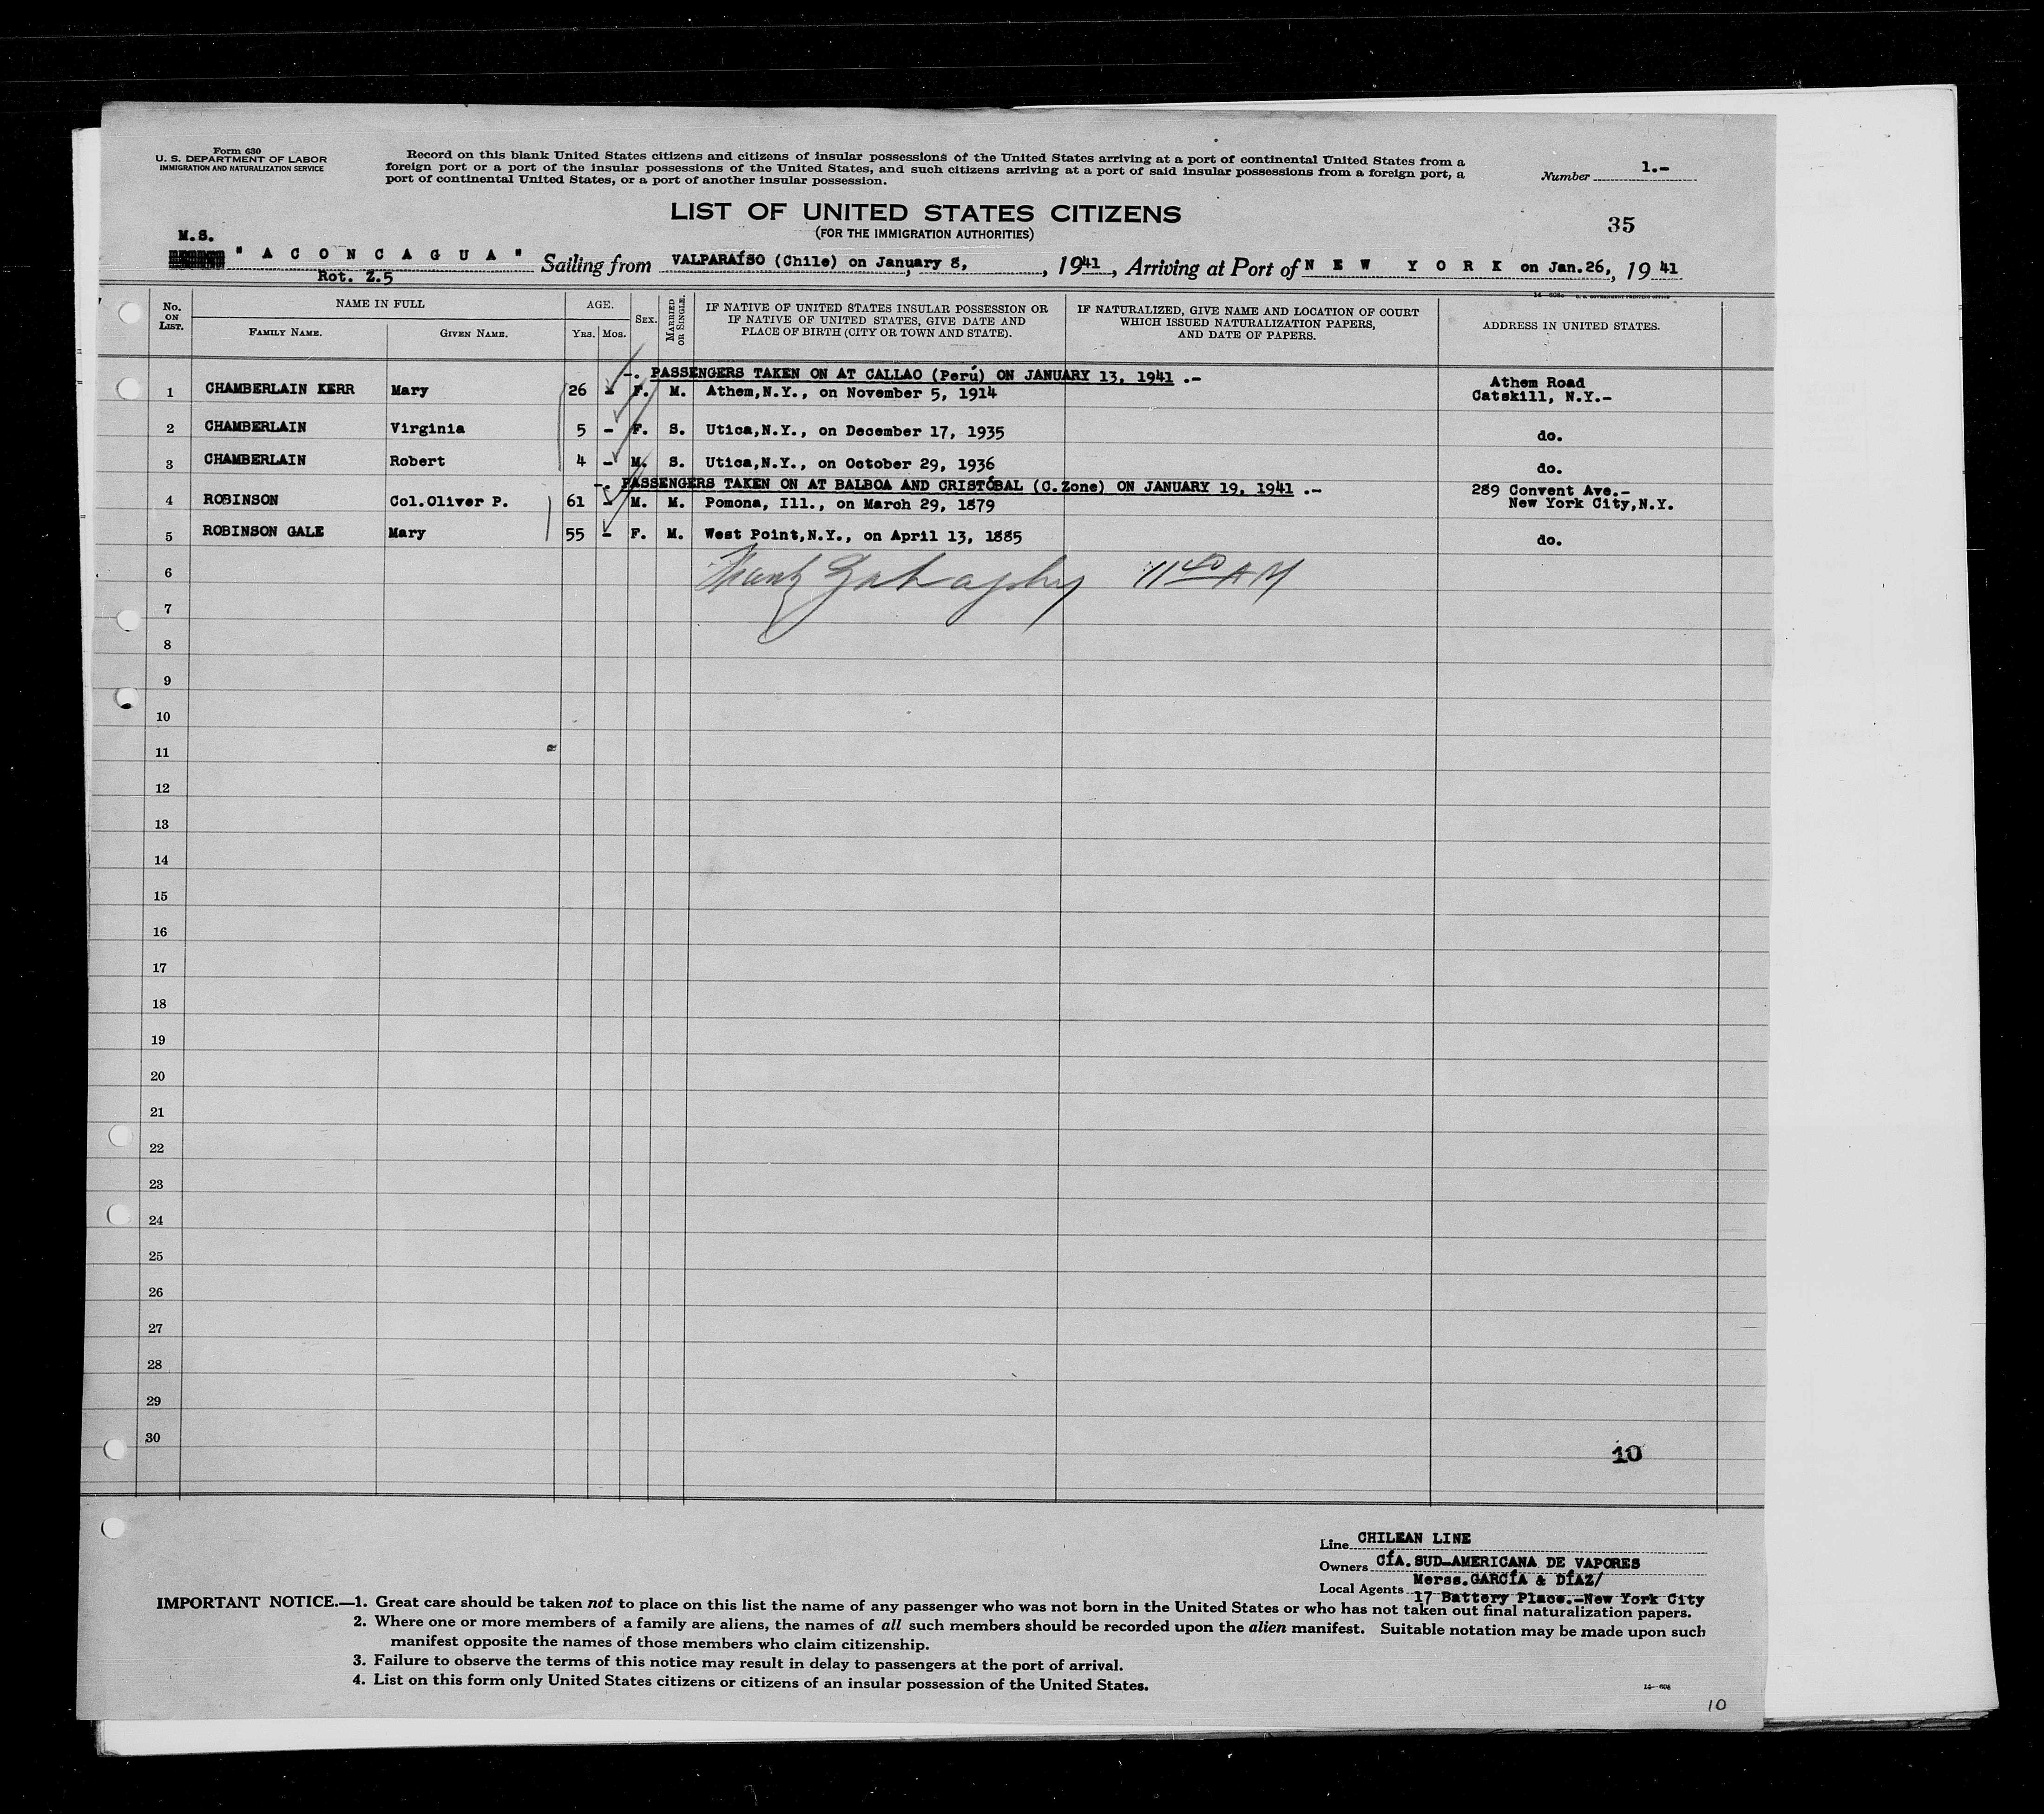 Form 630
U. S. DEPARTMENT OF LABOR
IMMIGRATION AND NATURALIZATION SERVICE
Record on this blank United States citizens and citizens of insular possessions of the United States arriving at a port of continental United States from a
foreign port or a port of the insular possessions of the United States, and such citizens arriving at a port of said insular possessions from a foreign port, a
port of continental United States, or a port of another insular possession.
Number 1.-
LIST OF UNITED STATES CITIZENS
(FOR THE IMMIGRATION AUTHORITIES)
35
M.S.
"ACONCAGUA" Sailing from VALPARAÍSO (Chile) on January 8, , 1941 , Arriving at Port of NEW YORK on Jan.26, , 1941
Rot. Z.5
No. ON LIST.
NAME IN FULL
FAMILY NAME. GIVEN NAME.
AGE.
Yrs. Mos.
SEX.
MARRIED OR SINGLE.
IF NATIVE OF UNITED STATES INSULAR POSSESSION OR
IF NATIVE OF UNITED STATES, GIVE DATE AND
PLACE OF BIRTH (CITY OR TOWN AND STATE).
IF NATURALIZED, GIVE NAME AND LOCATION OF COURT
WHICH ISSUED NATURALIZATION PAPERS,
AND DATE OF PAPERS.
ADDRESS IN UNITED STATES.
-. PASSENGERS TAKEN ON AT CALLAO (Perú) ON JANUARY 13, 1941 .-
1 CHAMBERLAIN KERR Mary 26 - F. M. Athem,N.Y., on November 5, 1914 Athem Road
Catskill, N.Y.-
2 CHAMBERLAIN Virginia 5 - F. S. Utica,N.Y., on December 17, 1935 do.
3 CHAMBERLAIN Robert 4 - M. S. Utica,N.Y., on October 29, 1936 do.
-. PASSENGERS TAKEN ON AT BALBOA AND CRISTÓBAL (C.Zone) ON JANUARY 19, 1941 .-
4 ROBINSON Col.Oliver P. 61 - M. M. Pomona, Ill., on March 29, 1879 289 Convent Ave.-
New York City,N.Y.
5 ROBINSON GALE Mary 55 - F. M. West Point,N.Y., on April 13, 1885 do.
6 11 40 AM
7
8
9
10
11
12
13
14
15
16
17
18
19
20
21
22
23
24
25
26
27
28
29
30
10
Line CHILEAN LINE
Owners CÍA. SUD-AMERICANA DE VAPORES
Local Agents Merss.GARCÍA & DÍAZ/
17 Battery Place.-New York City
IMPORTANT NOTICE.—1. Great care should be taken not to place on this list the name of any passenger who was not born in the United States or who has not taken out final naturalization papers.
2. Where one or more members of a family are aliens, the names of all such members should be recorded upon the alien manifest. Suitable notation may be made upon such
manifest opposite the names of those members who claim citizenship.
3. Failure to observe the terms of this notice may result in delay to passengers at the port of arrival.
4. List on this form only United States citizens or citizens of an insular possession of the United States.
14—608
10